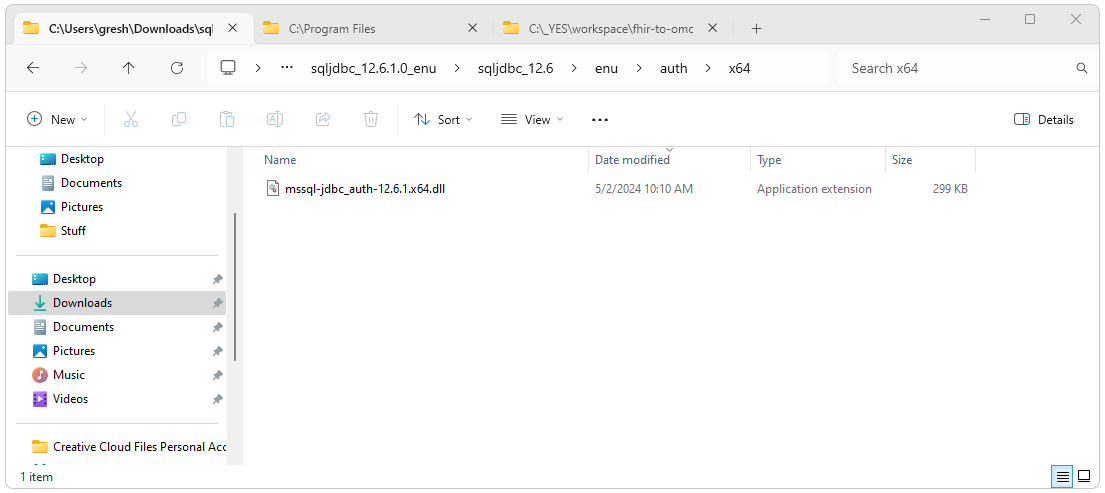 C:\Users\gresh\Downloads\sql
C:\Program Files
C:\_YES\workspace\fhir-to-omc
sqljdbc_12.6.1.0_enu
sqljdbc_12.6
enu
auth
x64
Search x64
New
Sort
View
Details
Desktop
Documents
Pictures
Stuff
Desktop
Downloads
Documents
Pictures
Music
Videos
Creative Cloud Files Personal Acc
Name
Date modified
Type
Size
mssql-jdbc_auth-12.6.1.x64.dll
5/2/2024 10:10 AM
Application extension
299 KB
1 item